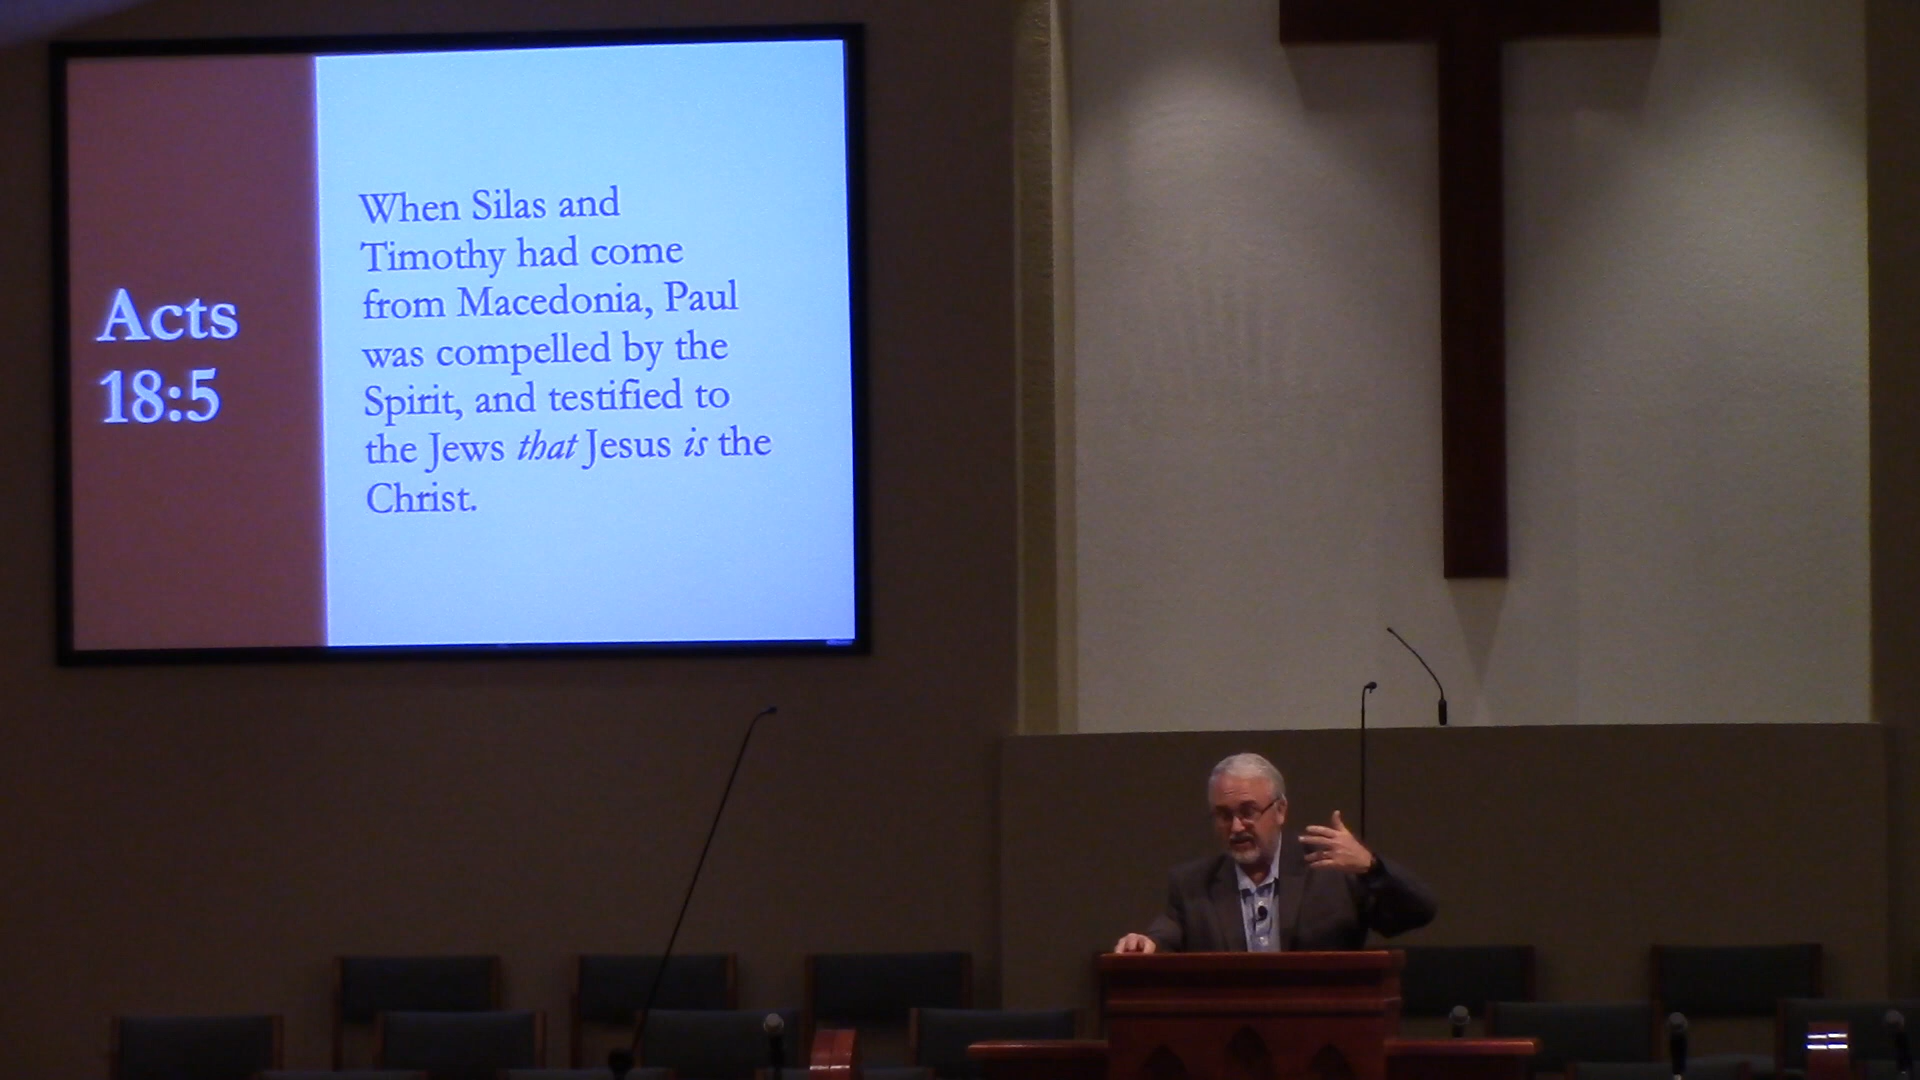 Acts
18:5
When Silas and
Timothy had come
from Macedonia, Paul
was compelled by the
Spirit, and testified to
the Jews that Jesus is the
Christ.